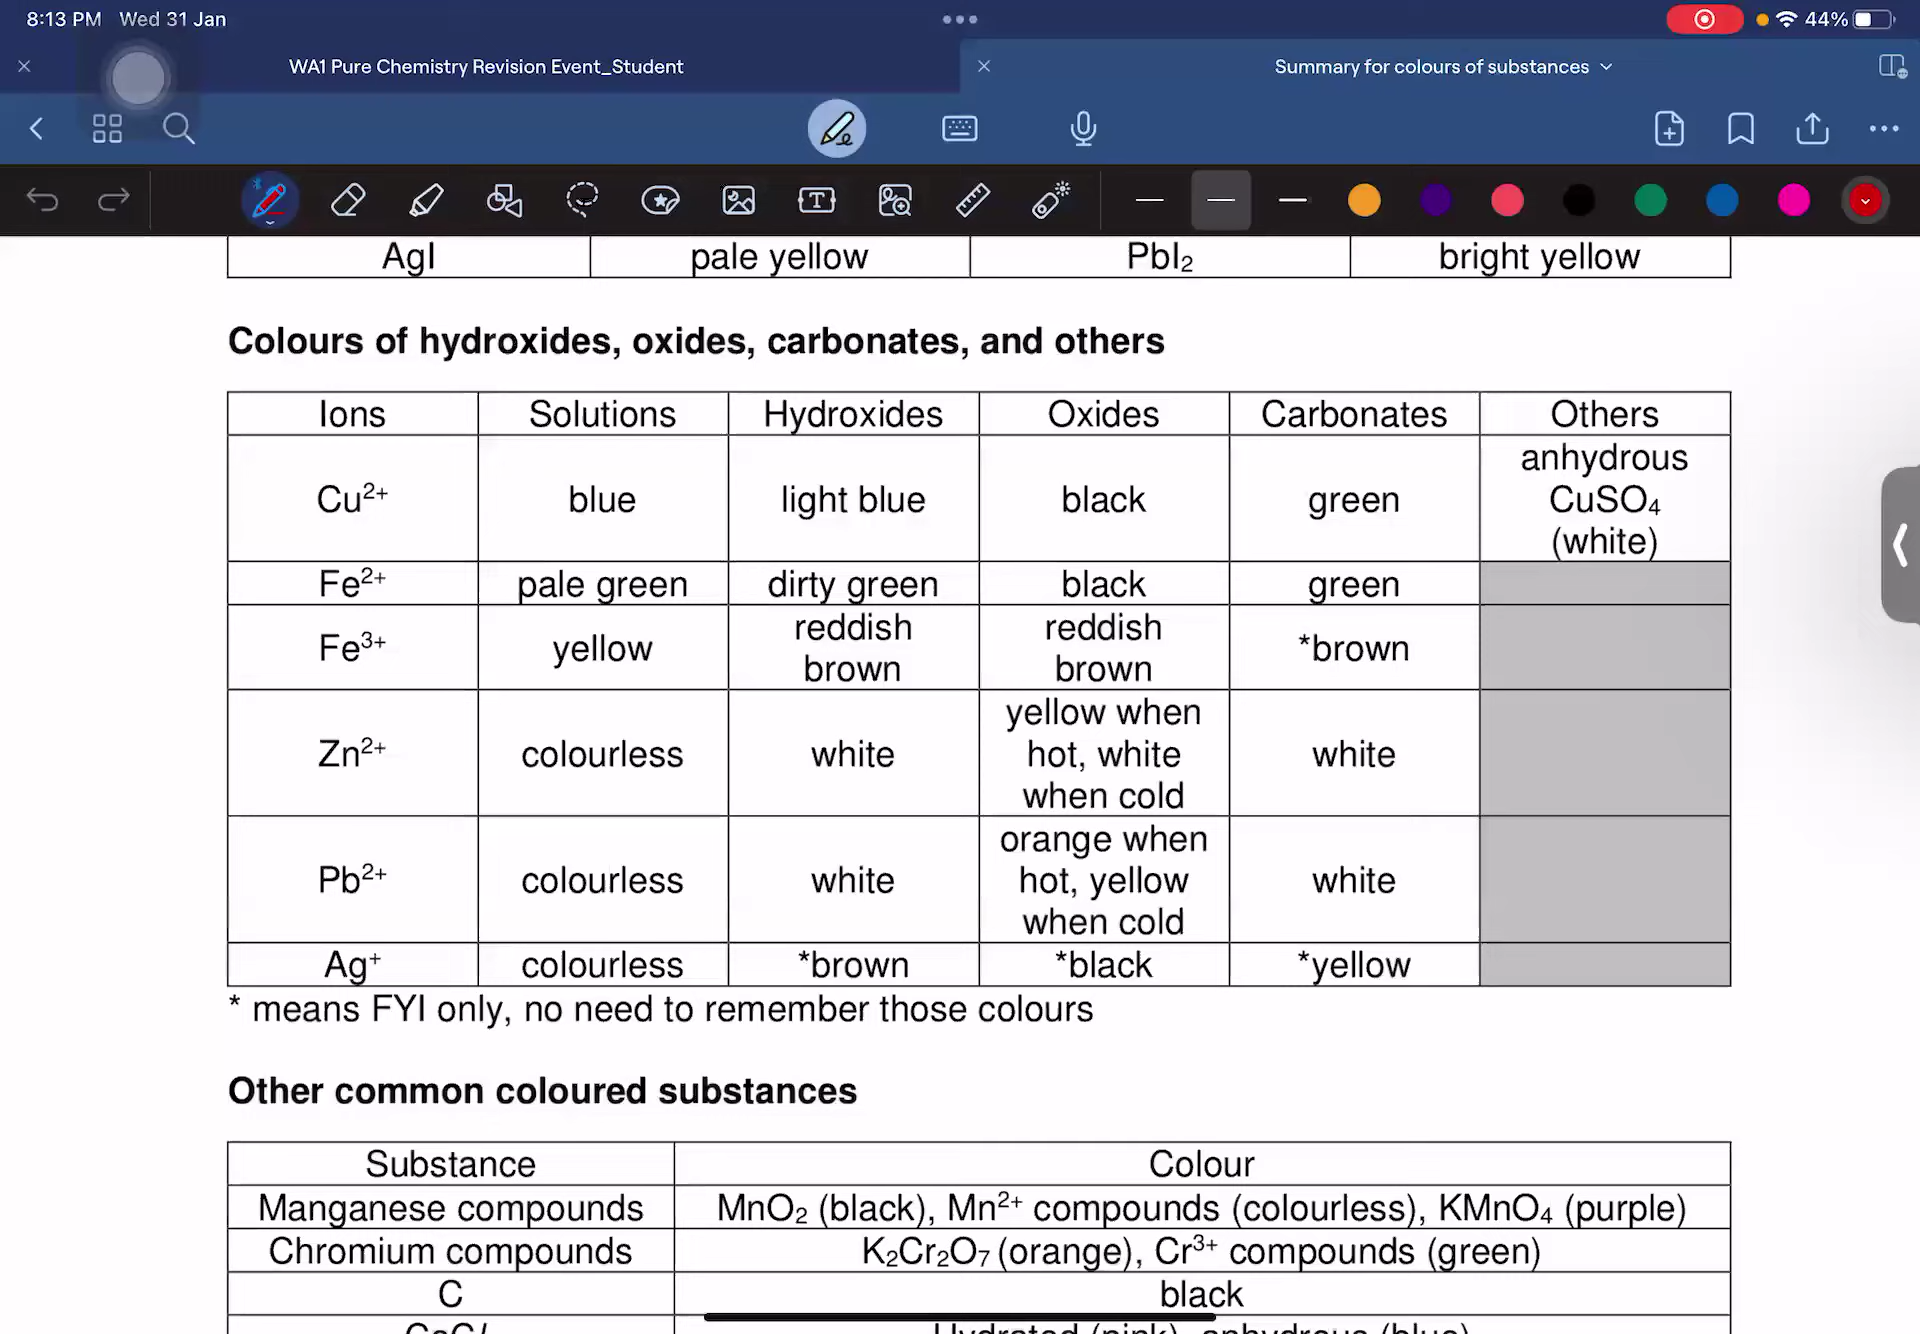 8:13 PM Wed 31 Jan
44%
WA1 Pure Chemistry Revision Event_Student
Summary for colours of substances
AgI pale yellow PbI₂ bright yellow
Colours of hydroxides, oxides, carbonates, and others
Ions Solutions Hydroxides Oxides Carbonates Others
Cu²⁺ blue light blue black green anhydrous
CuSO₄
(white)
Fe²⁺ pale green dirty green black green
Fe³⁺ yellow reddish
brown reddish
brown *brown
Zn²⁺ colourless white yellow when
hot, white
when cold white
Pb²⁺ colourless white orange when
hot, yellow
when cold white
Ag⁺ colourless *brown *black *yellow
* means FYI only, no need to remember those colours
Other common coloured substances
Substance Colour
Manganese compounds MnO₂ (black), Mn²⁺ compounds (colourless), KMnO₄ (purple)
Chromium compounds K₂Cr₂O₇ (orange), Cr³⁺ compounds (green)
C black
Hydrated (pink), anhydrous (blue)